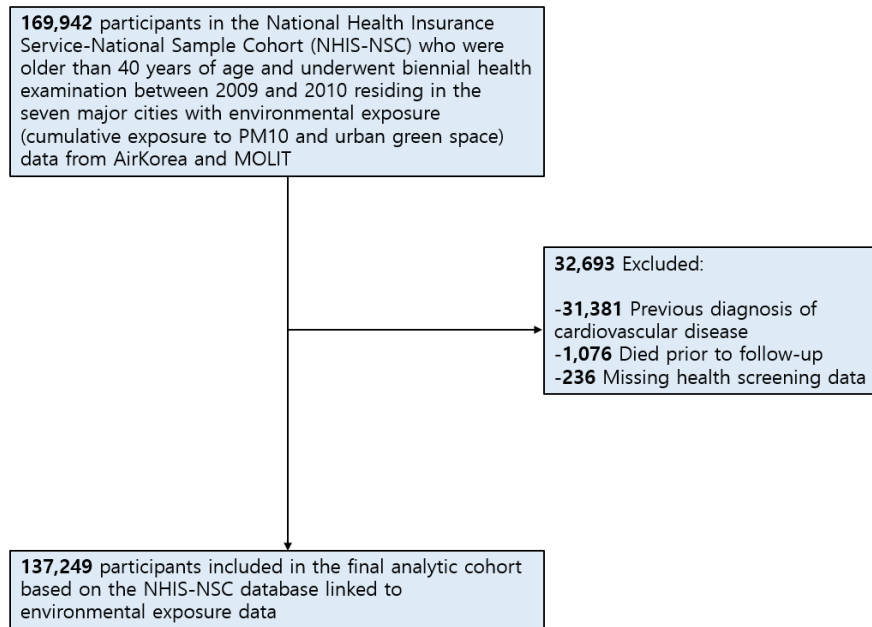 169,942 participants in the National Health Insurance
Service-National Sample Cohort (NHIS-NSC) who were
older than 40 years of age and underwent biennial health
examination between 2009 and 2010 residing in the
seven major cities with environmental exposure
(cumulative exposure to PM10 and urban green space)
data from AirKorea and MOLIT
32,693 Excluded:
-31,381 Previous diagnosis of
cardiovascular disease
-1,076 Died prior to follow-up
-236 Missing health screening data
137,249 participants included in the final analytic cohort
based on the NHIS-NSC database linked to
environmental exposure data